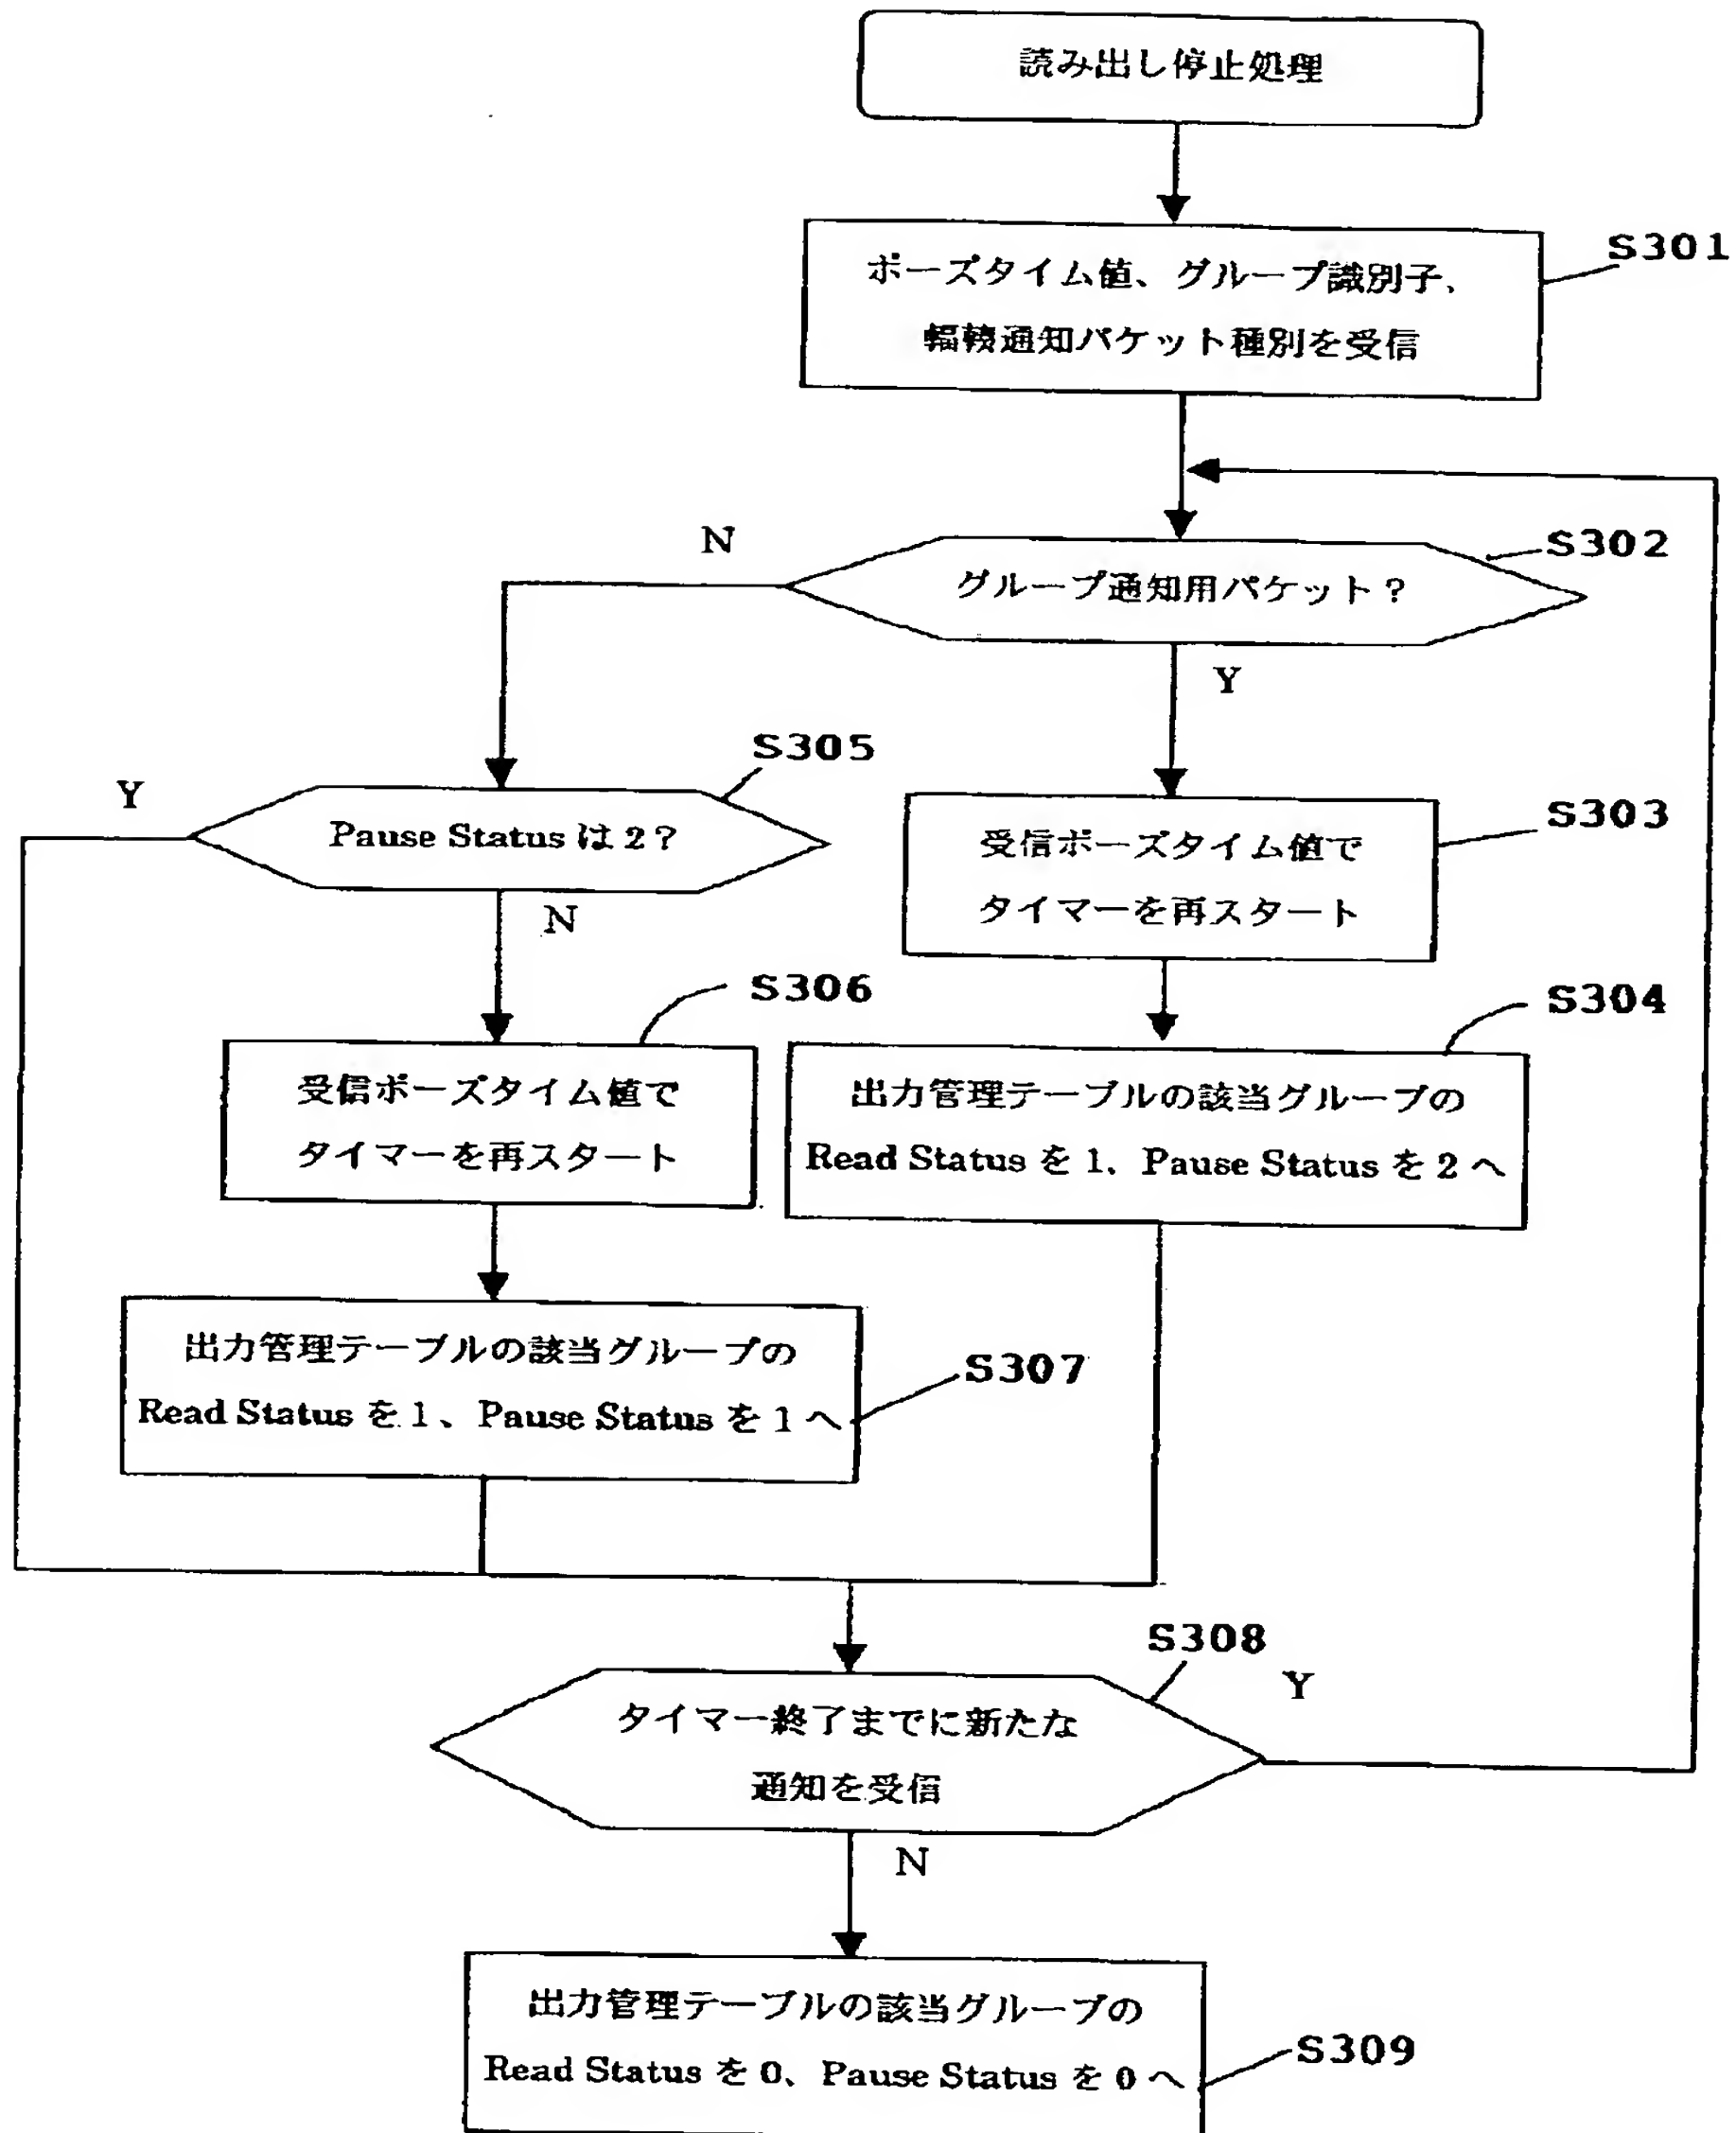 読み出し停止処理
S301
ポーズタイム値、グループ識別子、
輻輳通知パケット種別を受信
N
S302
グループ通知用パケット？
Y
S305
Y
Pause Status は 2？
N
S303
受信ポーズタイム値で
タイマーを再スタート
S306
受信ポーズタイム値で
タイマーを再スタート
S304
出力管理テーブルの該当グループの
Read Status を 1、Pause Status を 2 へ
出力管理テーブルの該当グループの
Read Status を 1、Pause Status を 1 へ
S307
S308
Y
タイマー終了までに新たな
通知を受信
N
出力管理テーブルの該当グループの
Read Status を 0、Pause Status を 0 へ
S309